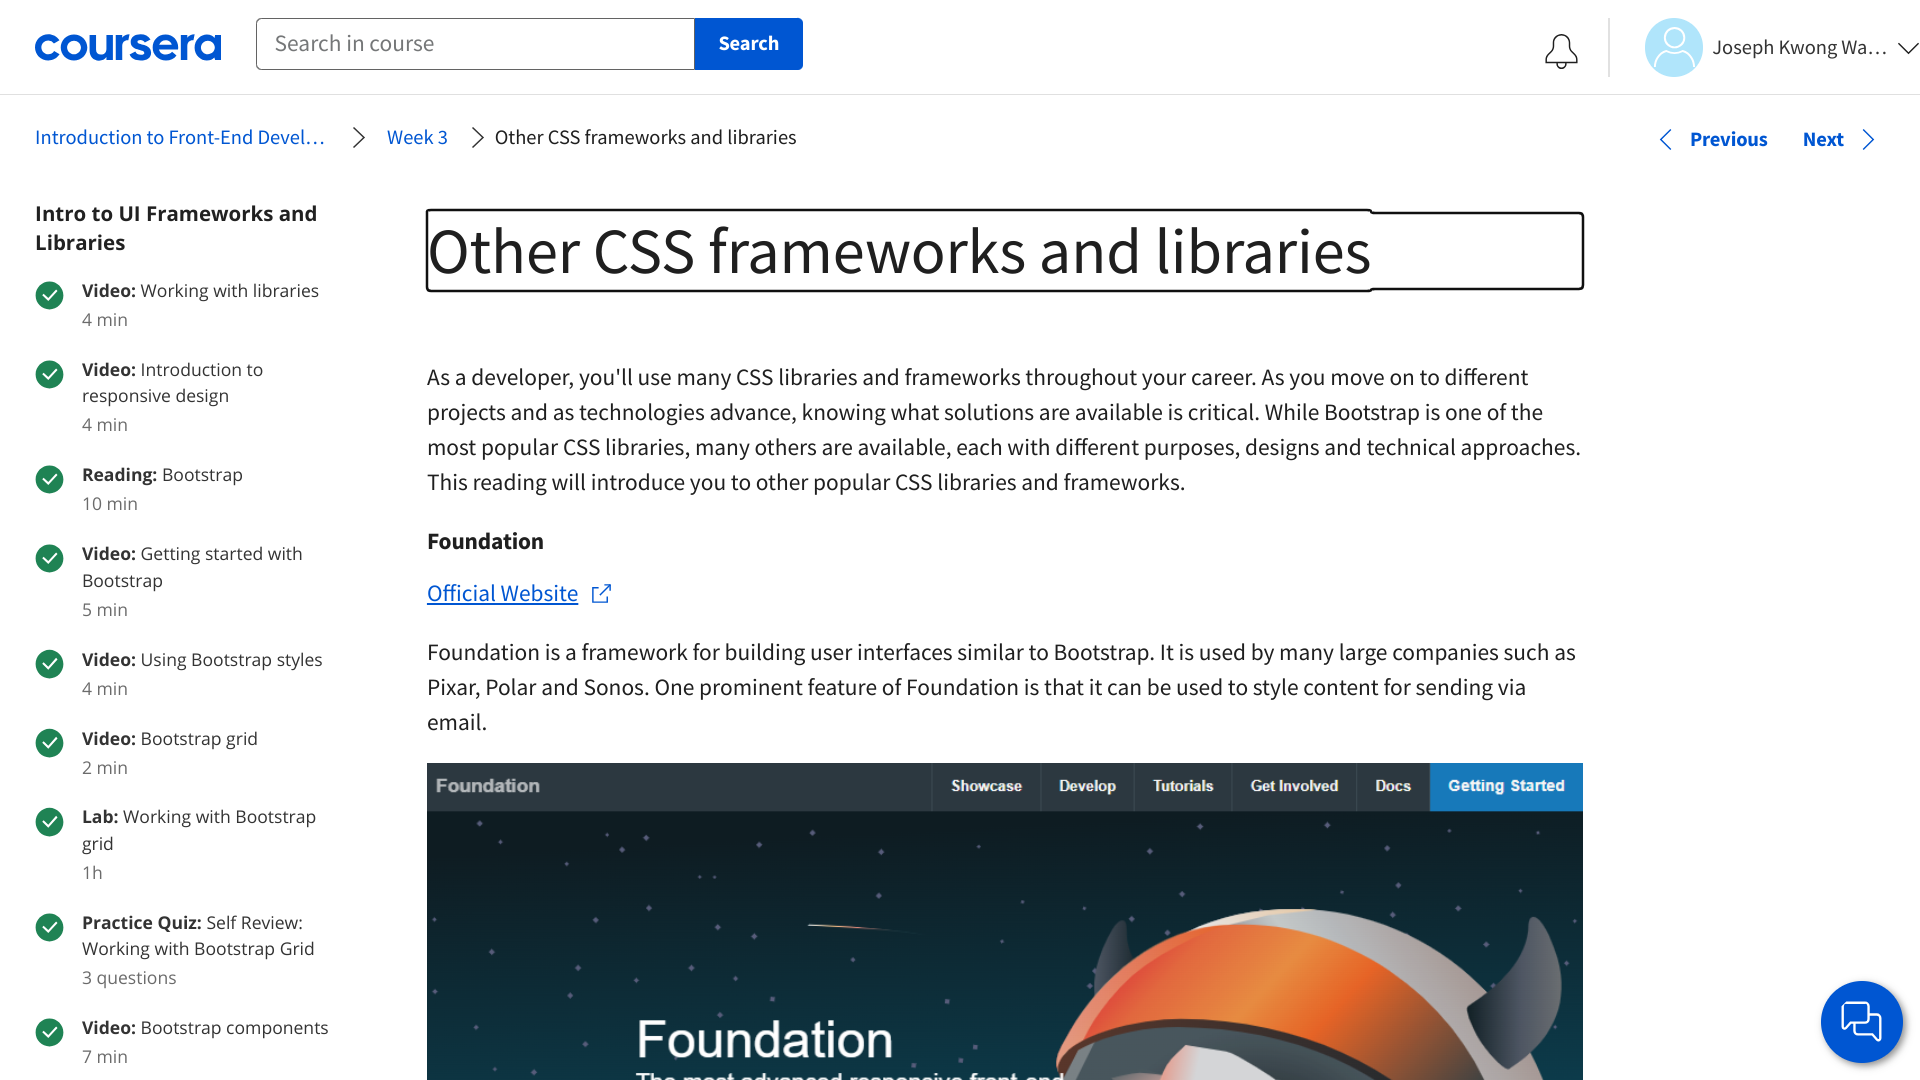 coursera
Search in course
Search
Joseph Kwong Wa...
Introduction to Front-End Devel...
Week 3
Other CSS frameworks and libraries
Previous
Next
Intro to UI Frameworks and
Libraries
Video: Working with libraries
4 min
Video: Introduction to
responsive design
4 min
Reading: Bootstrap
10 min
Video: Getting started with
Bootstrap
5 min
Video: Using Bootstrap styles
4 min
Video: Bootstrap grid
2 min
Lab: Working with Bootstrap
grid
1h
Practice Quiz: Self Review:
Working with Bootstrap Grid
3 questions
Video: Bootstrap components
7 min
Other CSS frameworks and libraries
As a developer, you'll use many CSS libraries and frameworks throughout your career. As you move on to different
projects and as technologies advance, knowing what solutions are available is critical. While Bootstrap is one of the
most popular CSS libraries, many others are available, each with different purposes, designs and technical approaches.
This reading will introduce you to other popular CSS libraries and frameworks.
Foundation
Official Website
Foundation is a framework for building user interfaces similar to Bootstrap. It is used by many large companies such as
Pixar, Polar and Sonos. One prominent feature of Foundation is that it can be used to style content for sending via
email.
Foundation
Showcase
Develop
Tutorials
Get Involved
Docs
Getting Started
Foundation
The most advanced responsive front-end